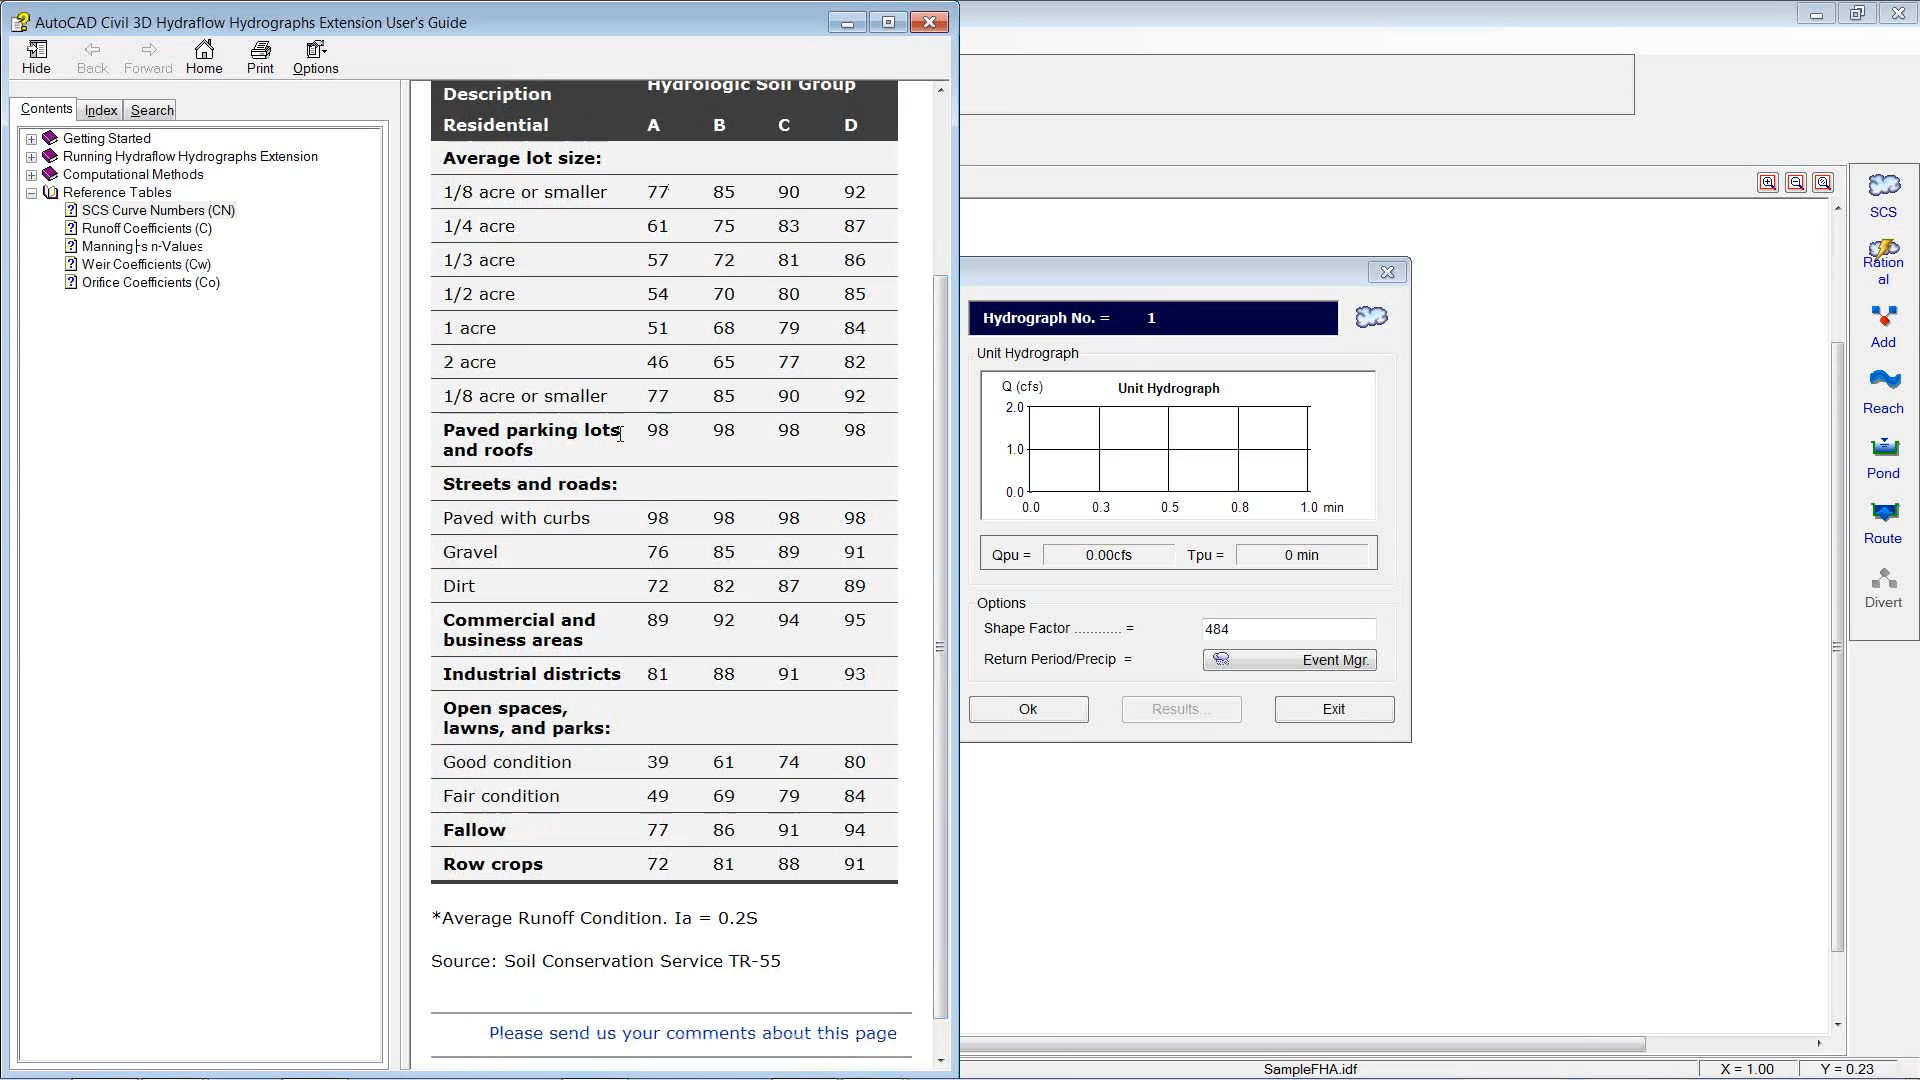 AutoCAD Civil 3D Hydraflow Hydrographs Extension User's Guide
Hide Back Forward Home Print Options
Contents Index Search
Getting Started
Running Hydraflow Hydrographs Extension
Computational Methods
Reference Tables
SCS Curve Numbers (CN)
Runoff Coefficients (C)
Manning|-s n-Values
Weir Coefficients (Cw)
Orifice Coefficients (Co)
Description Hydrologic Soil Group
Residential A B C D
Average lot size:
1/8 acre or smaller 77 85 90 92
1/4 acre 61 75 83 87
1/3 acre 57 72 81 86
1/2 acre 54 70 80 85
1 acre 51 68 79 84
2 acre 46 65 77 82
1/8 acre or smaller 77 85 90 92
Paved parking lots 98 98 98 98
and roofs
Streets and roads:
Paved with curbs 98 98 98 98
Gravel 76 85 89 91
Dirt 72 82 87 89
Commercial and 89 92 94 95
business areas
Industrial districts 81 88 91 93
Open spaces,
lawns, and parks:
Good condition 39 61 74 80
Fair condition 49 69 79 84
Fallow 77 86 91 94
Row crops 72 81 88 91
*Average Runoff Condition. Ia = 0.2S
Source: Soil Conservation Service TR-55
Please send us your comments about this page
Hydrograph No. = 1
Unit Hydrograph
Q (cfs) Unit Hydrograph
2.0
1.0
0.0
0.0 0.3 0.5 0.8 1.0 min
Qpu = 0.00cfs Tpu = 0 min
Options
Shape Factor ............ = 484
Return Period/Precip = Event Mgr.
Ok Results... Exit
SCS
Ration
al
Add
Reach
Pond
Route
Divert
SampleFHA.idf X = 1.00 Y = 0.23